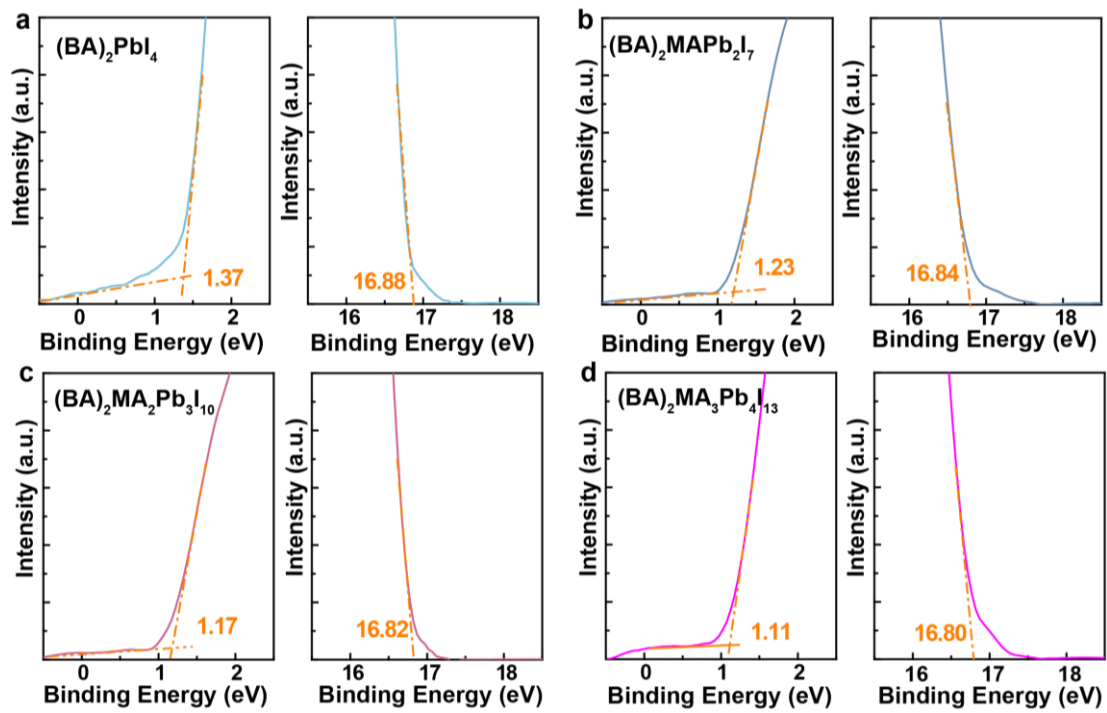 a
(BA)₂PbI₄
Intensity (a.u.)
1.37
0 1 2
Binding Energy (eV)
Intensity (a.u.)
16.88
16 17 18
Binding Energy (eV)
b
(BA)₂MAPb₂I₇
Intensity (a.u.)
1.23
0 1 2
Binding Energy (eV)
Intensity (a.u.)
16.84
16 17 18
Binding Energy (eV)
c
(BA)₂MA₂Pb₃I₁₀
Intensity (a.u.)
1.17
0 1 2
Binding Energy (eV)
Intensity (a.u.)
16.82
16 17 18
Binding Energy (eV)
d
(BA)₂MA₃Pb₄I₁₃
Intensity (a.u.)
1.11
0 1 2
Binding Energy (eV)
Intensity (a.u.)
16.80
16 17 18
Binding Energy (eV)